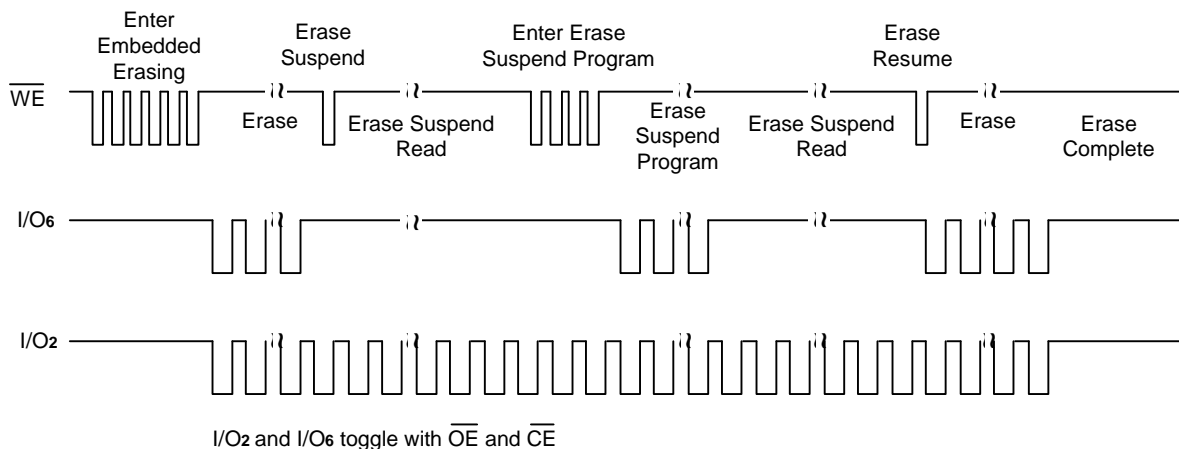 Enter
Embedded
Erasing
Erase
Suspend
Enter Erase
Suspend Program
Erase
Resume
WE
Erase
Erase Suspend
Read
Erase
Suspend
Program
Erase Suspend
Read
Erase
Erase
Complete
I/O6
I/O2
I/O2 and I/O6 toggle with OE and CE